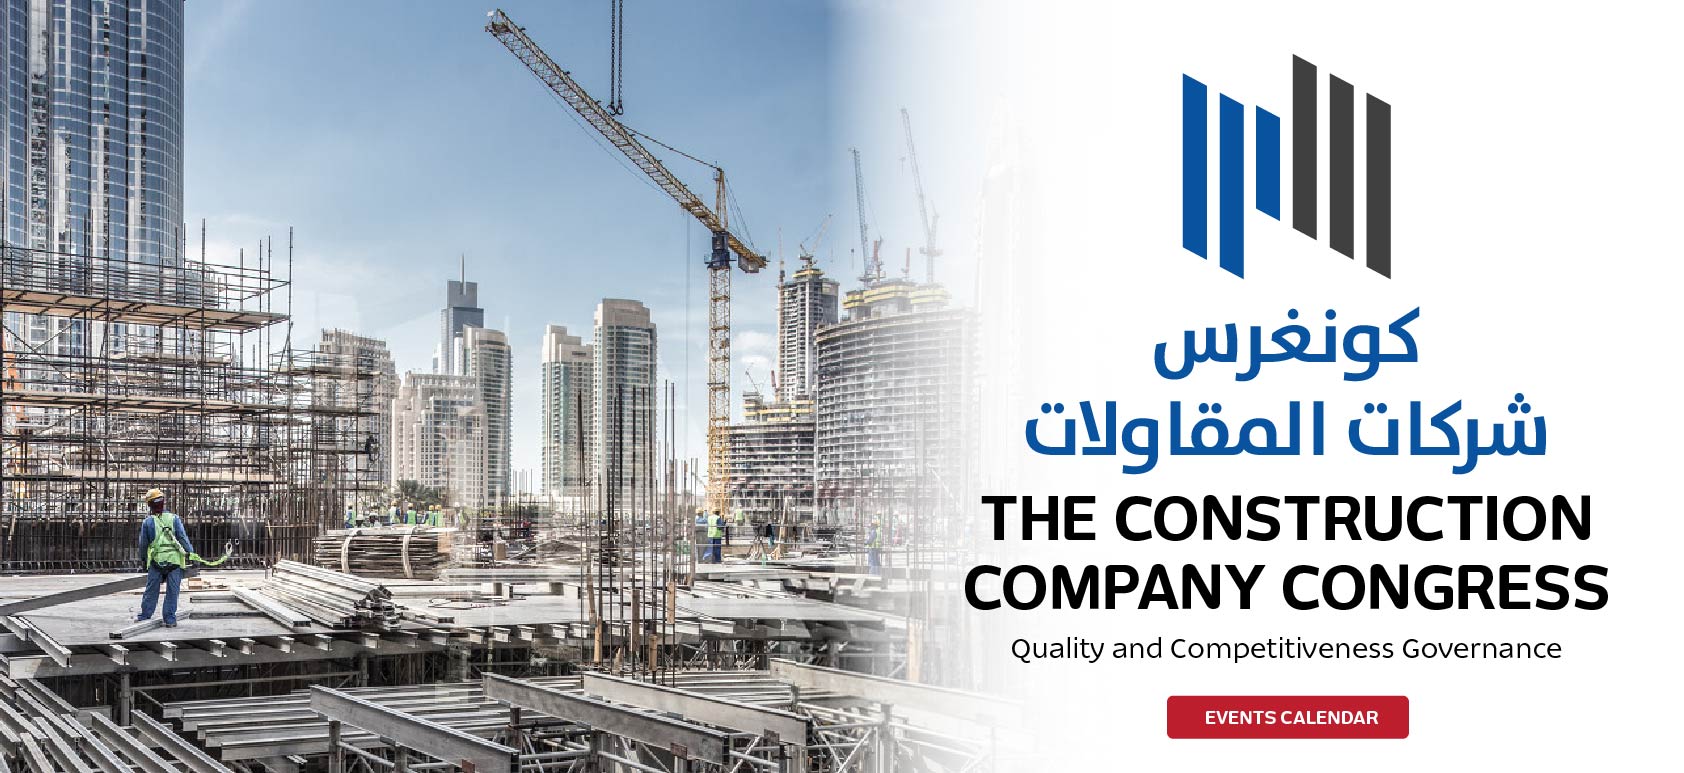 كونغرس
شركات المقاولات
THE CONSTRUCTION
COMPANY CONGRESS
Quality and Competitiveness Governance
EVENTS CALENDAR